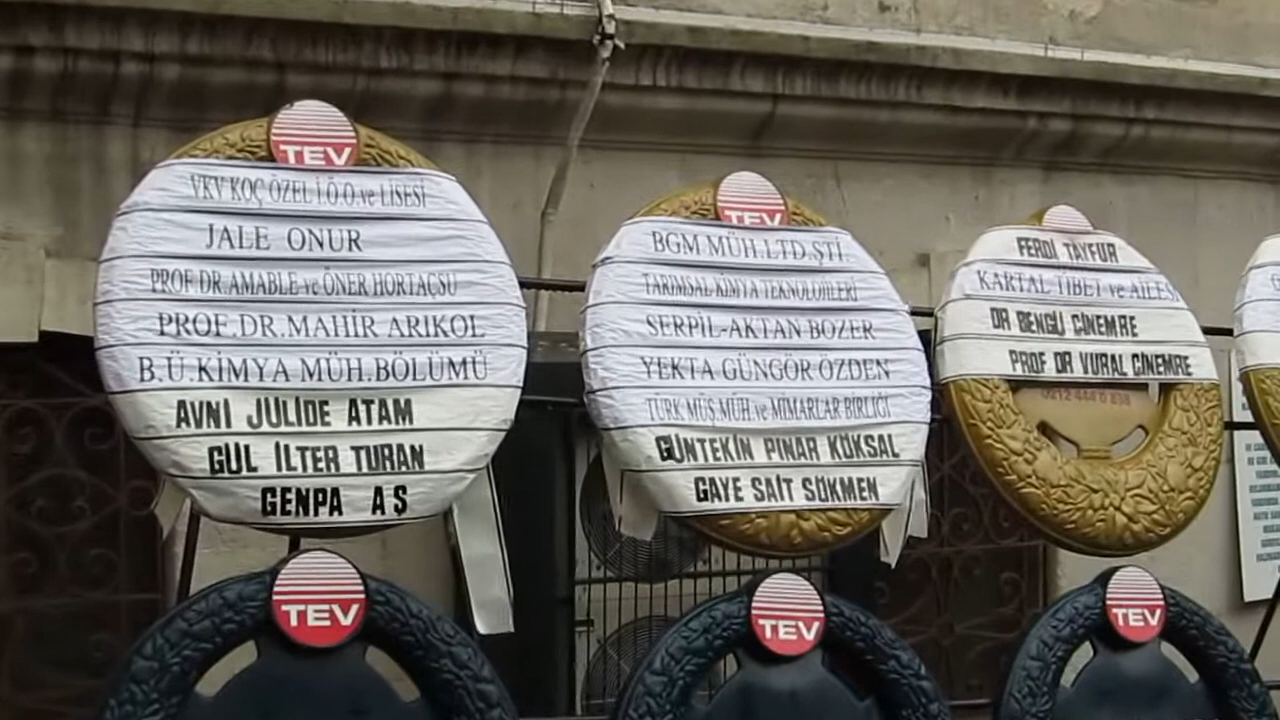 TEV
VKV KOÇ ÖZEL İ.Ö.O.ve LİSESİ
JALE ONUR
PROF.DR.AMABLE ve ÖNER HORTAÇSU
PROF.DR.MAHİR ARIKOL
B.Ü.KİMYA MÜH.BÖLÜMÜ
AVNİ JÜLİDE ATAM
GÜL İLTER TURAN
GENPA AŞ
TEV
BGM MÜH.LTD.ŞTİ.
TARIMSAL KİMYA TEKNOLOJİLERİ
SERPİL-AKTAN BOZER
YEKTA GÜNGÖR ÖZDEN
TÜRK MÜŞ.MÜH.ve MİMARLAR BİRLİĞİ
GÜNTEKİN PINAR KÖKSAL
GAYE SAİT SÖKMEN
FERDİ TAYFUR
KARTAL TİBET ve AİLESİ
DR BENGÜ CİNEMRE
PROF DR VURAL CİNEMRE
TEV
TEV
TEV